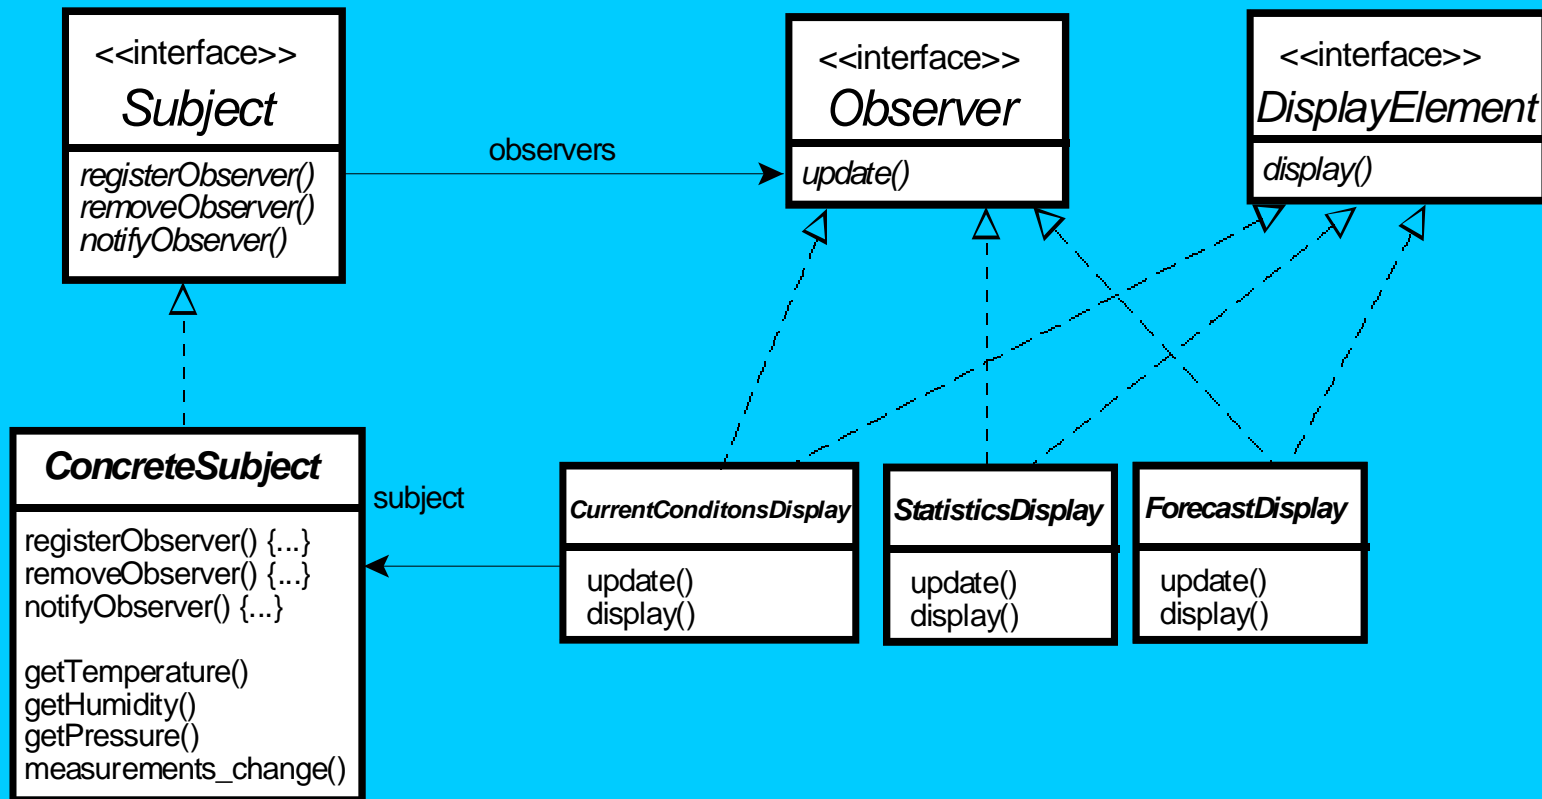 <<interface>>
Subject
registerObserver()
removeObserver()
notifyObserver()
observers
<<interface>>
Observer
update()
<<interface>>
DisplayElement
display()
ConcreteSubject
registerObserver() {...}
removeObserver() {...}
notifyObserver() {...}
getTemperature()
getHumidity()
getPressure()
measurements_change()
subject
CurrentConditonsDisplay
update()
display()
StatisticsDisplay
update()
display()
ForecastDisplay
update()
display()